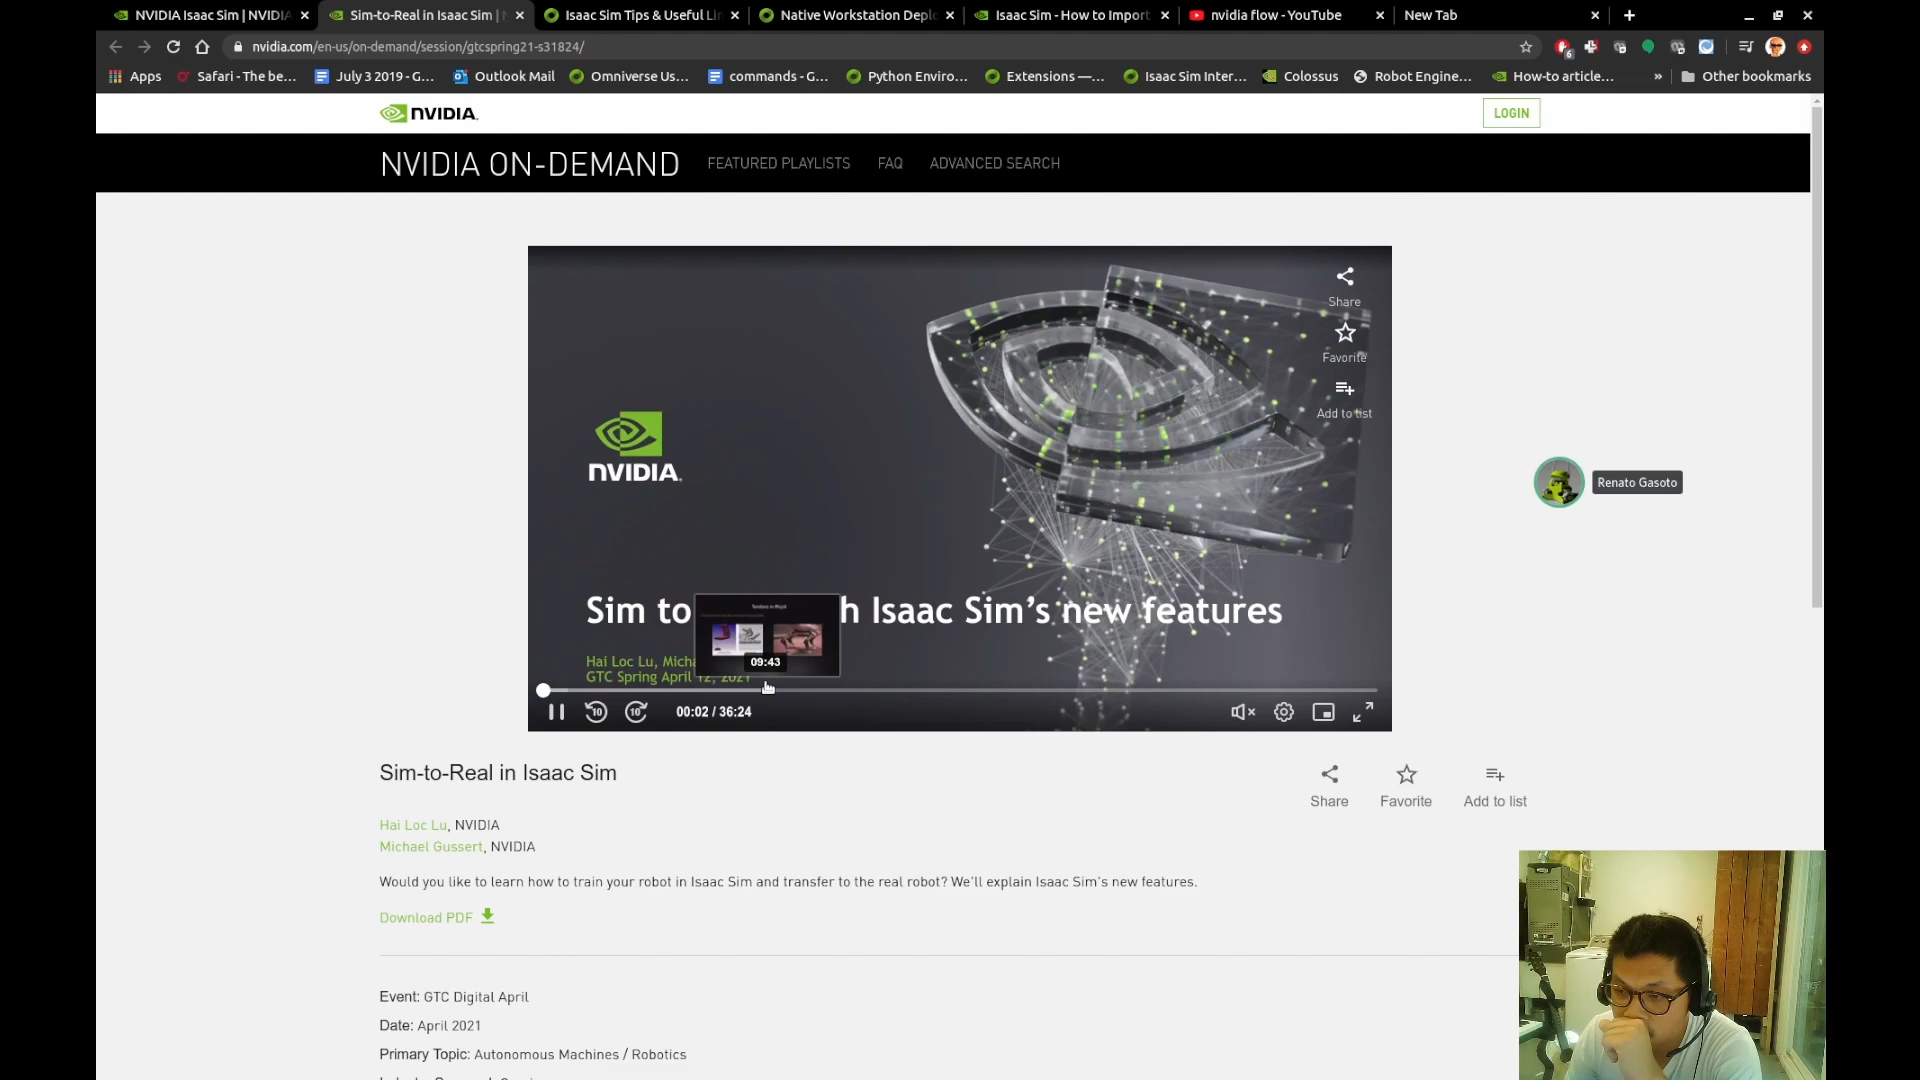 NVIDIA Isaac Sim | NVIDIA
Sim-to-Real in Isaac Sim |
Isaac Sim Tips & Useful Lin
Native Workstation Deplo
Isaac Sim - How to Import
nvidia flow - YouTube
New Tab
nvidia.com/en-us/on-demand/session/gtcspring21-s31824/
6
Apps
Safari - The be...
July 3 2019 - G...
Outlook Mail
Omniverse Us...
commands - G...
Python Enviro...
Extensions —...
Isaac Sim Inter...
Colossus
Robot Engine...
How-to article...
»
Other bookmarks
NVIDIA.
LOGIN
NVIDIA ON-DEMAND
FEATURED PLAYLISTS
FAQ
ADVANCED SEARCH
Share
Favorite
Add to list
NVIDIA.
Renato Gasoto
Sim to h Isaac Sim's new features
09:43
Hai Loc Lu, Micha
GTC Spring April 12, 2021
10
10
00:02 / 36:24
Sim-to-Real in Isaac Sim
Share
Favorite
Add to list
Hai Loc Lu, NVIDIA
Michael Gussert, NVIDIA
Would you like to learn how to train your robot in Isaac Sim and transfer to the real robot? We'll explain Isaac Sim's new features.
Download PDF
Event: GTC Digital April
Date: April 2021
Primary Topic: Autonomous Machines / Robotics